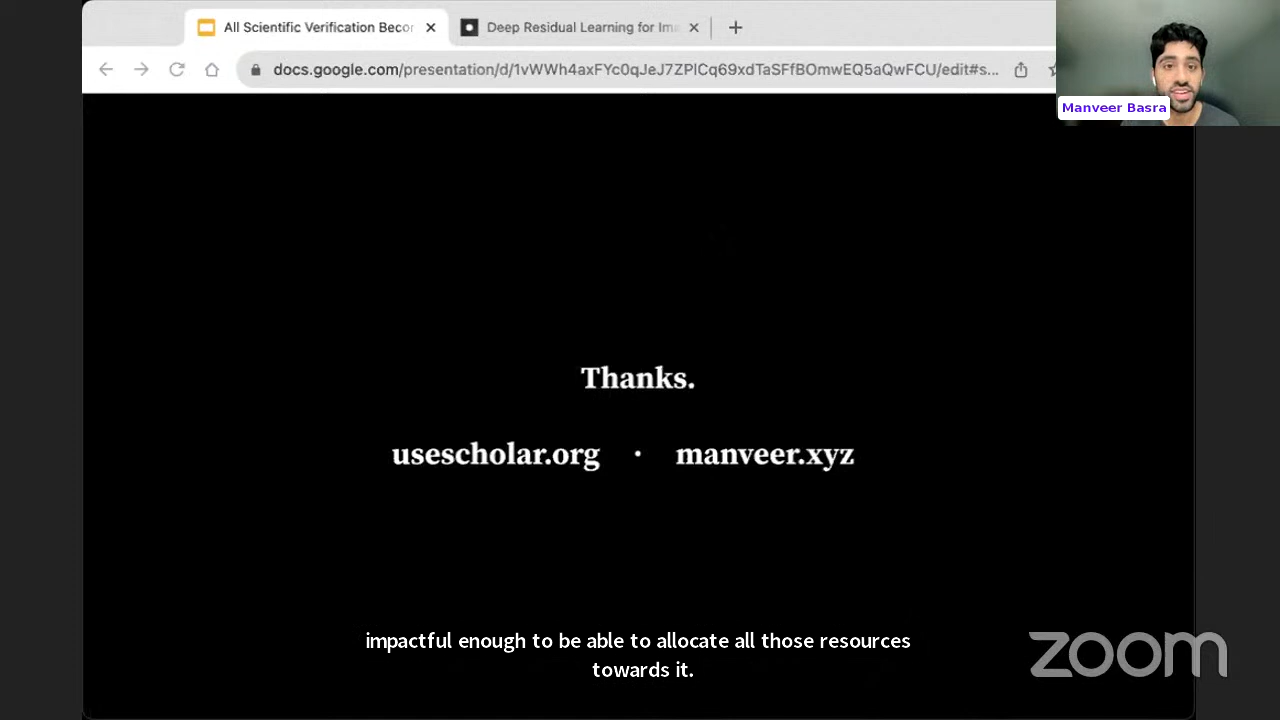 All Scientific Verification Becor
Deep Residual Learning for Ima
docs.google.com/presentation/d/1vWWh4axFYc0qJeJ7ZPlCq69xdTaSFfBOmwEQ5aQwFCU/edit#s...
Manveer Basra
Thanks.
usescholar.org · manveer.xyz
impactful enough to be able to allocate all those resources
towards it.
zoom